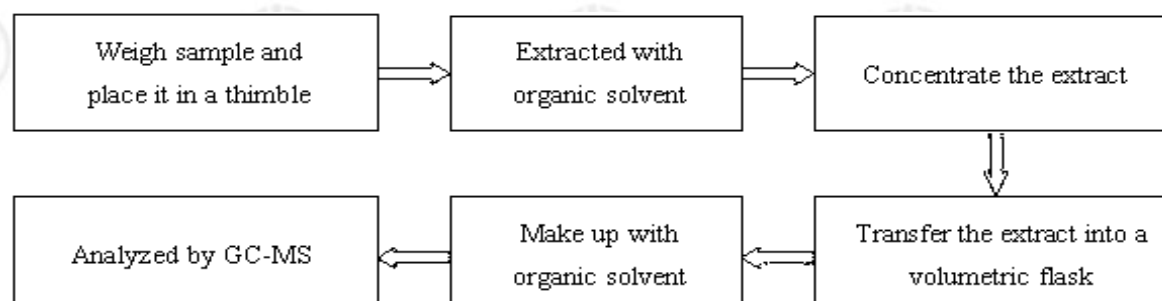 Weigh sample and
place it in a thimble
Extracted with
organic solvent
Concentrate the extract
Transfer the extract into a
volumetric flask
Make up with
organic solvent
Analyzed by GC-MS